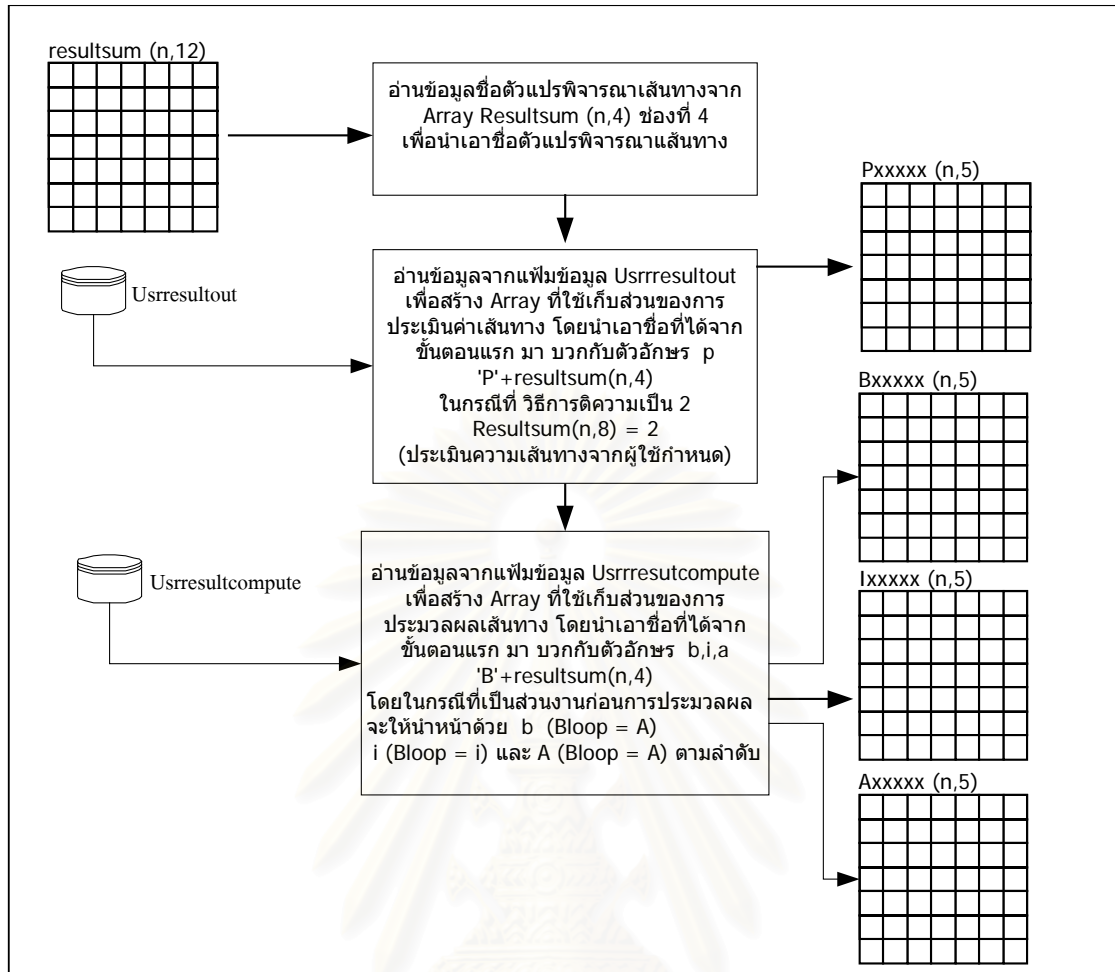 resultsum (n,12)
อ่านข้อมูลชื่อตัวแปรพิจารณาเส้นทางจาก
Array Resultsum (n,4) ช่องที่ 4
เพื่อนำเอาชื่อตัวแปรพิจารณาแส้นทาง
Pxxxxx (n,5)
Usrresultout
อ่านข้อมูลจากแฟ้มข้อมูล Usrrresultout
เพื่อสร้าง Array ที่ใช้เก็บส่วนของการ
ประเมินค่าเส้นทาง โดยนำเอาชื่อที่ได้จาก
ขั้นตอนแรก มา บวกกับตัวอักษร p
'P'+resultsum(n,4)
ในกรณีที่ วิธีการติความเป็น 2
Resultsum(n,8) = 2
(ประเมินความเส้นทางจากผู้ใช้กำหนด)
Bxxxxx (n,5)
Usrresultcompute
อ่านข้อมูลจากแฟ้มข้อมูล Usrrresutcompute
เพื่อสร้าง Array ที่ใช้เก็บส่วนของการ
ประมวลผลเส้นทาง โดยนำเอาชื่อที่ได้จาก
ขั้นตอนแรก มา บวกกับตัวอักษร b,i,a
'B'+resultsum(n,4)
โดยในกรณีที่เป็นส่วนงานก่อนการประมวลผล
จะให้นำหน้าด้วย b (Bloop = A)
i (Bloop = i) และ A (Bloop = A) ตามลำดับ
Ixxxxx (n,5)
Axxxxx (n,5)